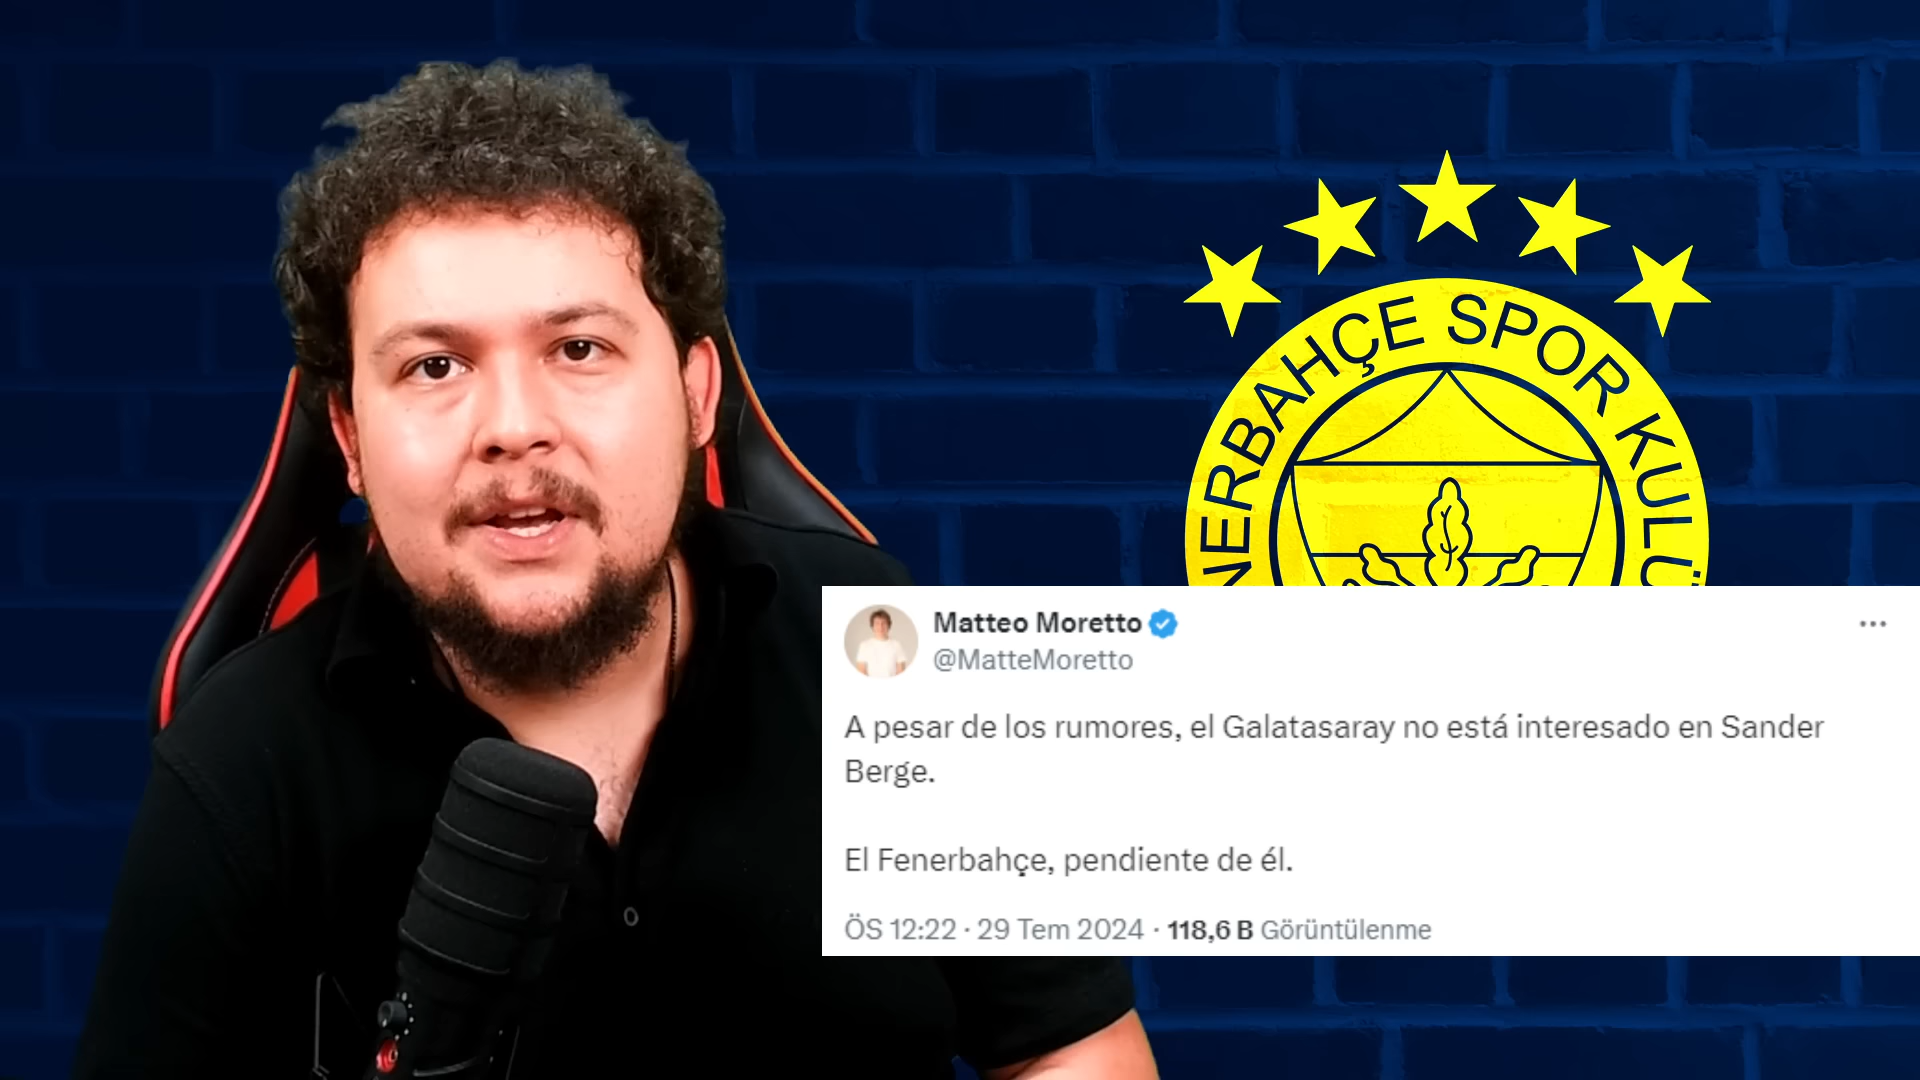 NERBAHÇE SPOR KULÜ
Matteo Moretto
@MatteMoretto
A pesar de los rumores, el Galatasaray no está interesado en Sander
Berge.
El Fenerbahçe, pendiente de él.
ÖS 12:22 · 29 Tem 2024 · 118,6 B Görüntülenme